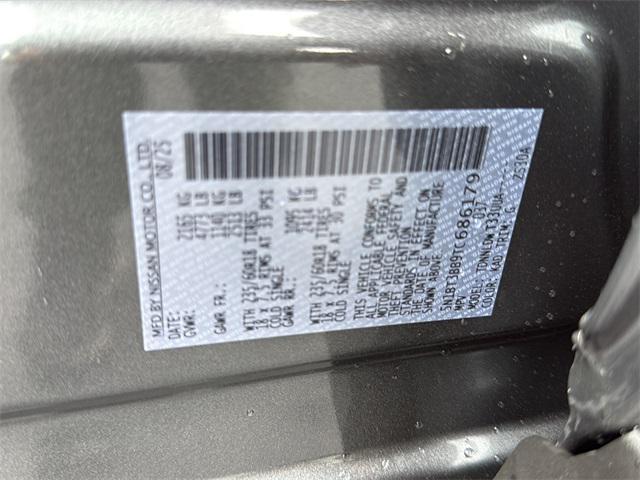 MFD BY NISSAN MOTOR CO., LTD.
DATE: 08/25
GVWR: 2165 KG
4773 LB
GAWR FR.: 1140 KG
2513 LB
WITH 235/60R18 TIRES
18 X 7.5 RIMS AT 33 PSI
COLD SINGLE
GAWR RR.: 1095 KG
2414 LB
WITH 235/60R18 TIRES
18 X 7.5 RIMS AT 30 PSI
COLD SINGLE
THIS VEHICLE CONFORMS TO
ALL APPLICABLE FEDERAL
MOTOR VEHICLE SAFETY AND
THEFT PREVENTION
STANDARDS IN EFFECT ON
THE DATE OF MANUFACTURE
SHOWN ABOVE.
686179
MPV
MODEL:
COLOR: KAD TRIM: G